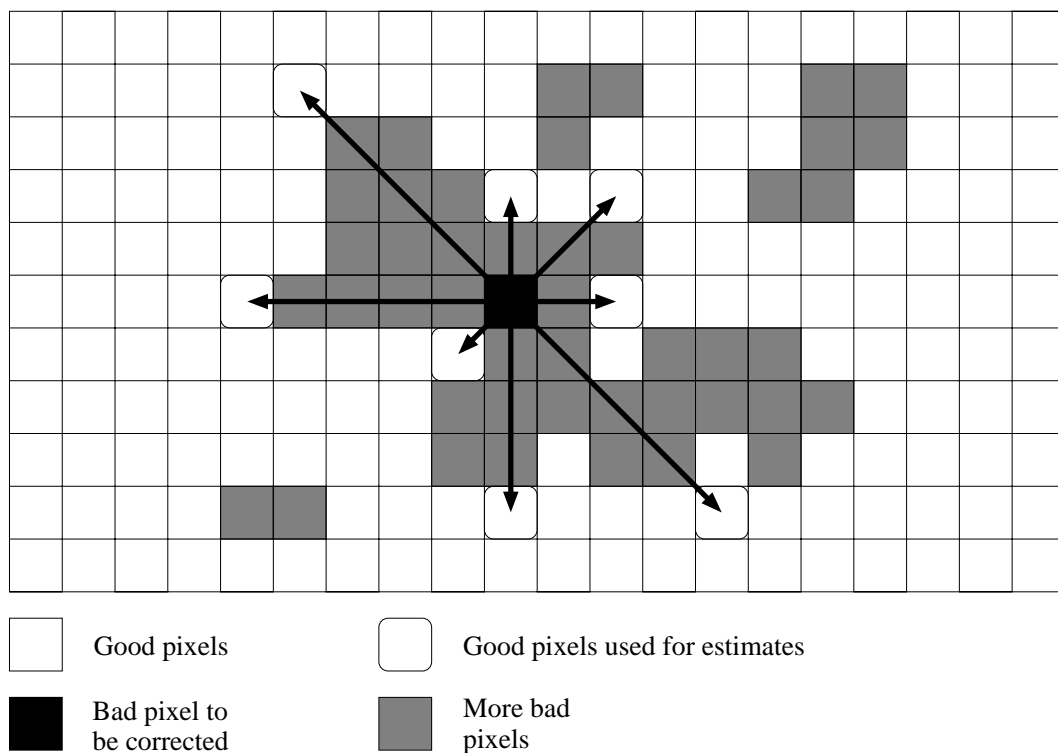 Good pixels
Good pixels used for estimates
Bad pixel to
be corrected
More bad
pixels